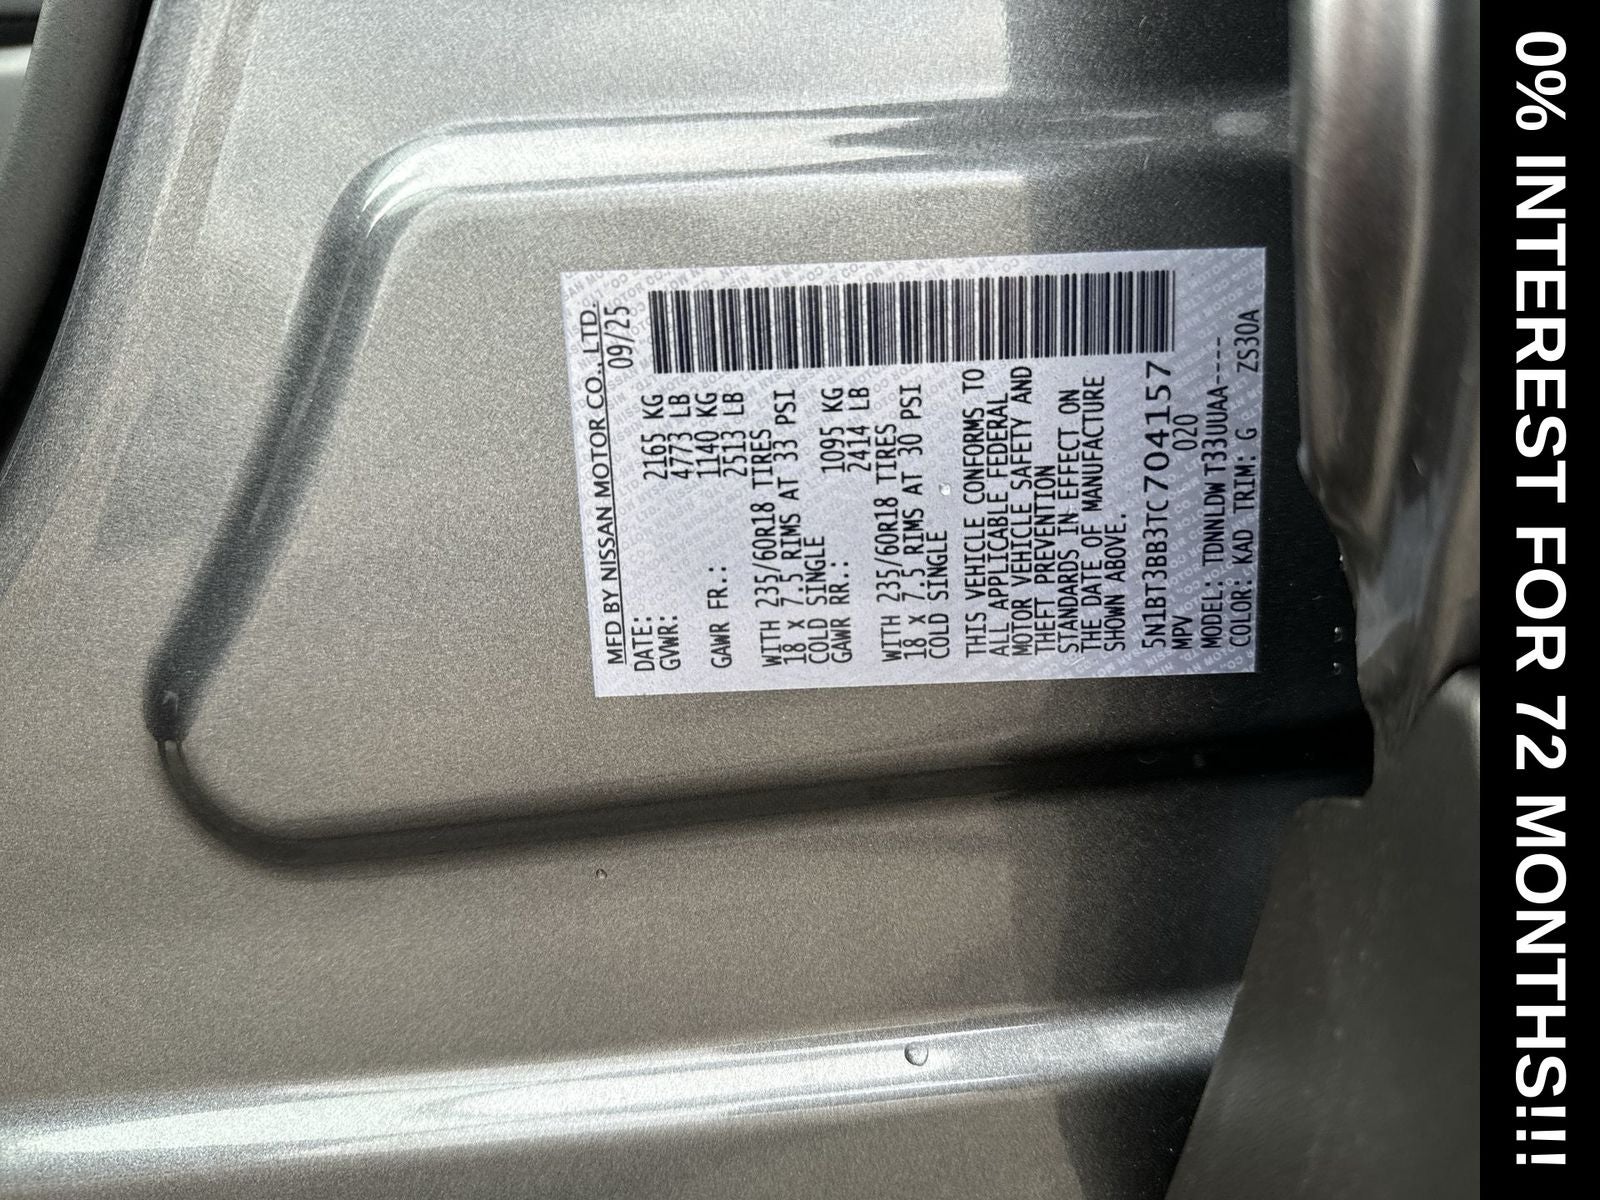 MFD BY NISSAN MOTOR CO., LTD.
DATE: 09/25
GVWR: 2165 KG
4773 LB
GAWR FR.: 1140 KG
2513 LB
WITH 235/60R18 TIRES
18 X 7.5 RIMS AT 33 PSI
COLD SINGLE
GAWR RR.: 1095 KG
2414 LB
WITH 235/60R18 TIRES
18 X 7.5 RIMS AT 30 PSI
COLD SINGLE
THIS VEHICLE CONFORMS TO
ALL APPLICABLE FEDERAL
MOTOR VEHICLE SAFETY AND
THEFT PREVENTION
STANDARDS IN EFFECT ON
THE DATE OF MANUFACTURE
SHOWN ABOVE.
5N1BT3BB3TC704157
MPV 020
MODEL: TDNNLDW T33UUAA----
COLOR: KAD TRIM: G ZS30A
0% INTEREST FOR 72 MONTHS!!!